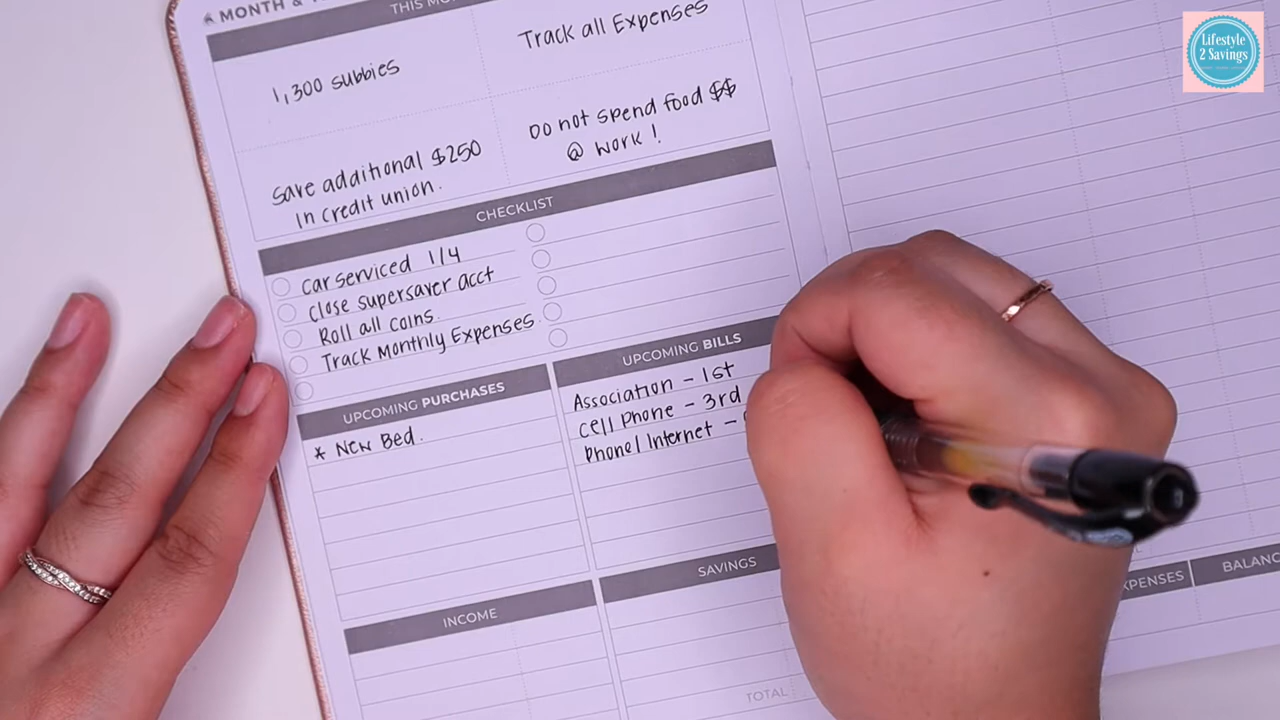 MONTH &
THIS MO
1,300 subbies
Track all Expenses
Save additional $250
in credit union.
Do not spend food $$
@ work!
CHECKLIST
car serviced 1/4
close supersaver acct
Roll all coins
Track Monthly Expenses
UPCOMING PURCHASES
* New Bed.
UPCOMING BILLS
Association - 1st
cell phone - 3rd
phone| Internet -
INCOME
SAVINGS
TOTAL
XPENSES
BALANC
Lifestyle
2 Savings